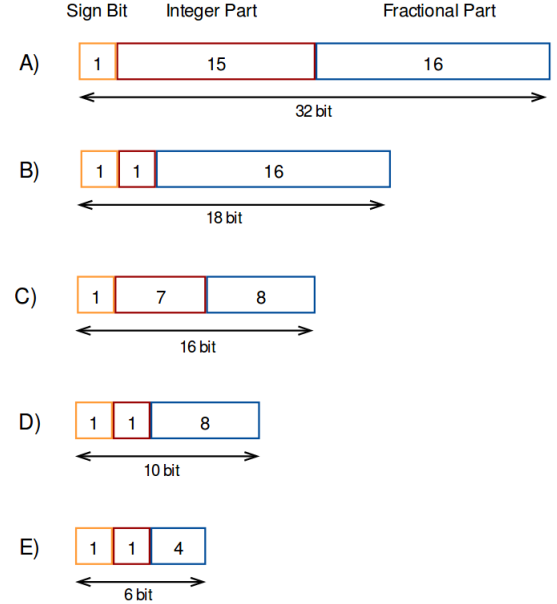 Sign Bit Integer Part Fractional Part
A) 1 15 16
32 bit
B) 1 1 16
18 bit
C) 1 7 8
16 bit
D) 1 1 8
10 bit
E) 1 1 4
6 bit